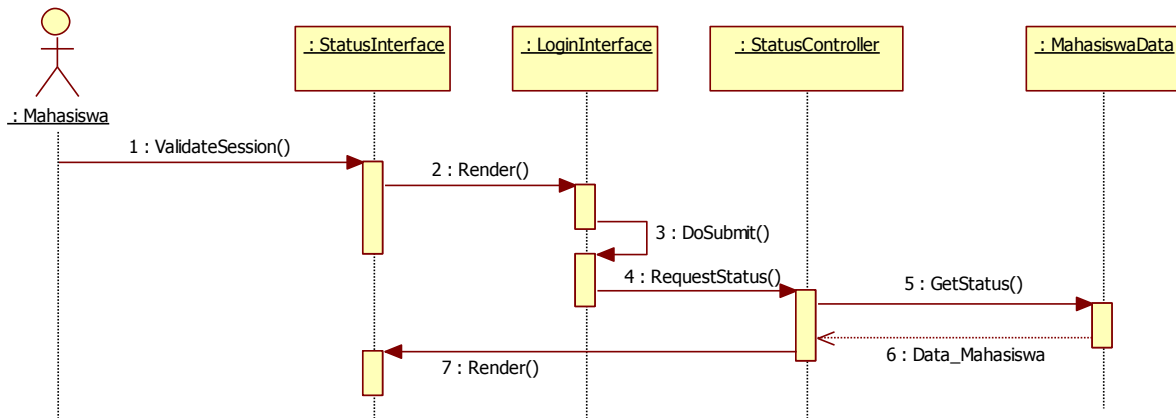 : StatusInterface
: LoginInterface
: StatusController
: MahasiswaData
: Mahasiswa
1 : ValidateSession()
2 : Render()
3 : DoSubmit()
4 : RequestStatus()
5 : GetStatus()
6 : Data_Mahasiswa
7 : Render()